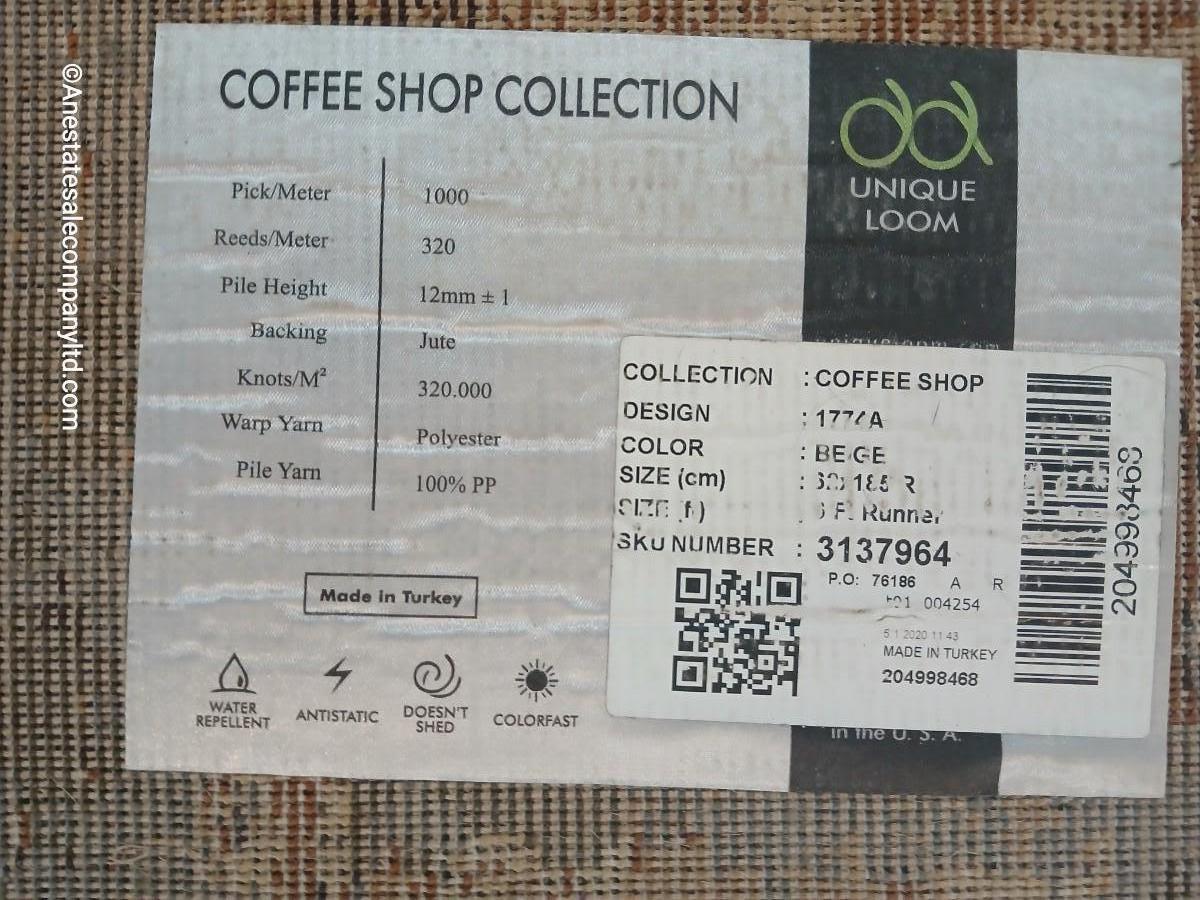 ©Anestatesalecompanyltd.com
COFFEE SHOP COLLECTION
Pick/Meter 1000
Reeds/Meter 320
Pile Height 12mm ± 1
Backing Jute
Knots/M² 320.000
Warp Yarn Polyester
Pile Yarn 100% PP
Made in Turkey
WATER REPELLENT
ANTISTATIC
DOESN'T SHED
COLORFAST
UNIQUE
LOOM
COLLECTION : COFFEE SHOP
DESIGN :
COLOR : BEIGE
SIZE (cm) : 185 R
SIZE Runner
SKU NUMBER : 3137964
P.O: 76186 A R
004254
5 1 2020 11 43
MADE IN TURKEY
204998468
204998468
in the U. S. A.